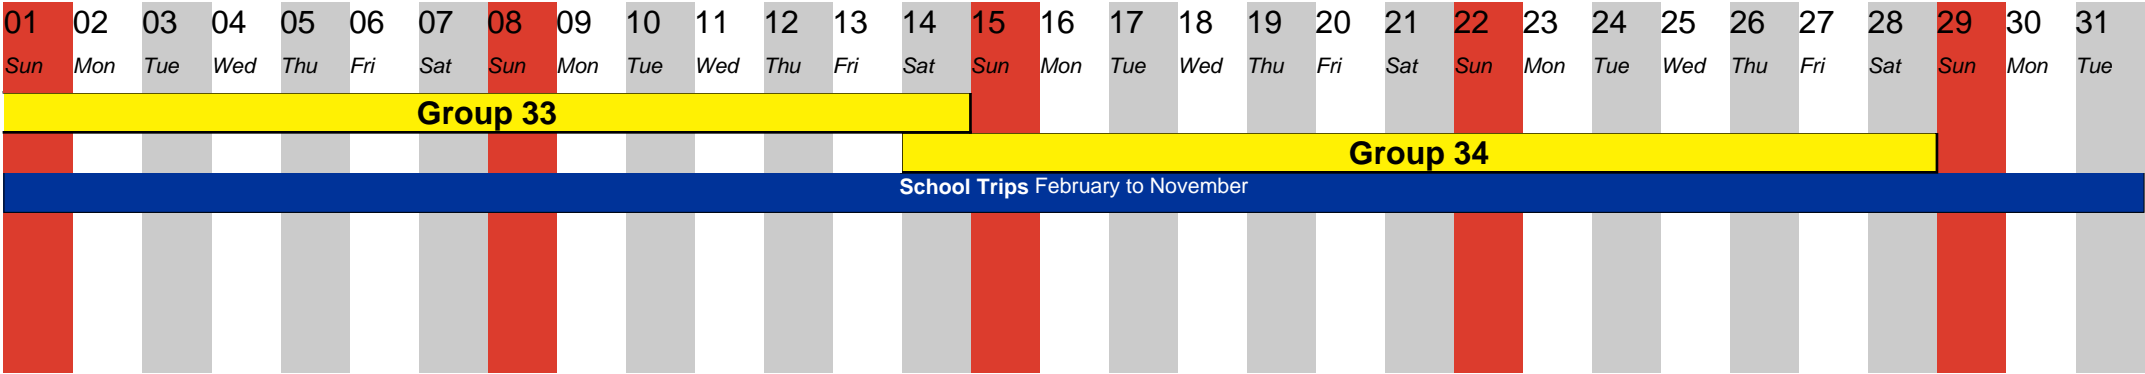 01 02 03 04 05 06 07 08 09 10 11 12 13 14 15 16 17 18 19 20 21 22 23 24 25 26 27 28 29 30 31
Sun Mon Tue Wed Thu Fri Sat Sun Mon Tue Wed Thu Fri Sat Sun Mon Tue Wed Thu Fri Sat Sun Mon Tue Wed Thu Fri Sat Sun Mon Tue
Group 33
Group 34
School Trips February to November